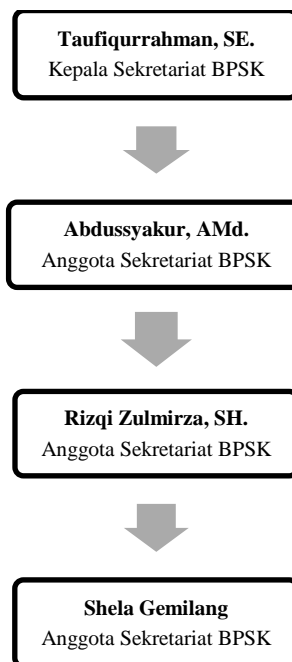 Taufiqurrahman, SE.
Kepala Sekretariat BPSK
Abdussyakur, AMd.
Anggota Sekretariat BPSK
Rizqi Zulmirza, SH.
Anggota Sekretariat BPSK
Shela Gemilang
Anggota Sekretariat BPSK